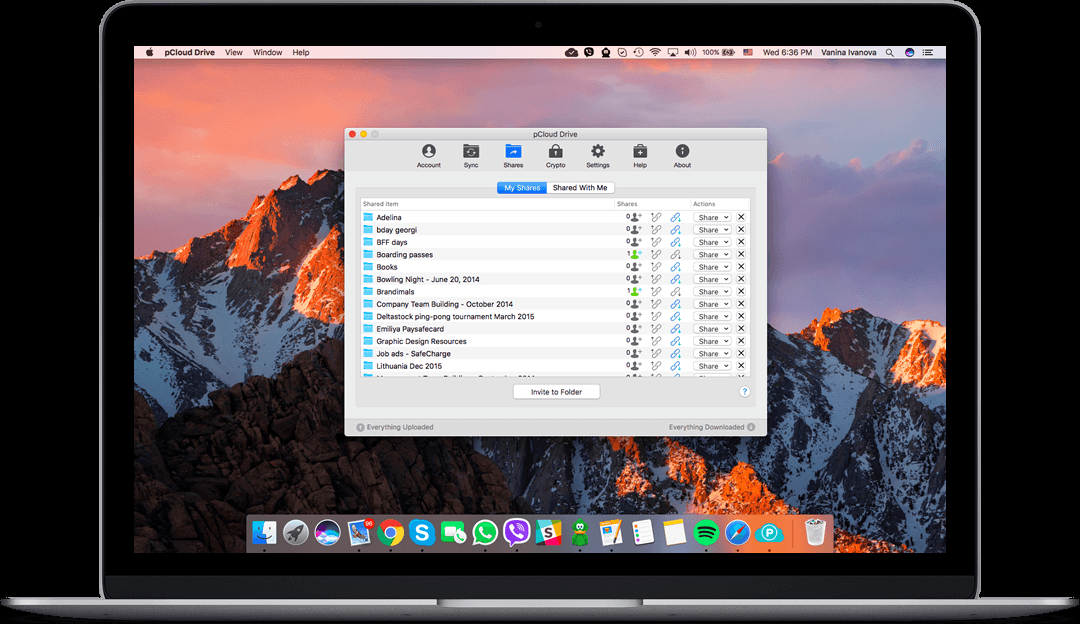 pCloud Drive View Window Help 100% Wed 6:36 PM Vanina Ivanova
pCloud Drive
Account Sync Shares Crypto Settings Help About
My Shares Shared With Me
Shared Item Shares Actions
Adelina 0 Share
bday georgi 0 Share
BFF days 0 Share
Boarding passes 1 Share
Books 0 Share
Bowling Night - June 20, 2014 0 Share
Brandimals 1 Share
Company Team Building - October 2014 0 Share
Deltastock ping-pong tournament March 2015 0 Share
Emiliya Paysafecard 0 Share
Graphic Design Resources 0 Share
Job ads - SafeCharge 0 Share
Lithuania Dec 2015 0 Share
Invite to Folder ?
Everything Uploaded Everything Downloaded
96
S S P